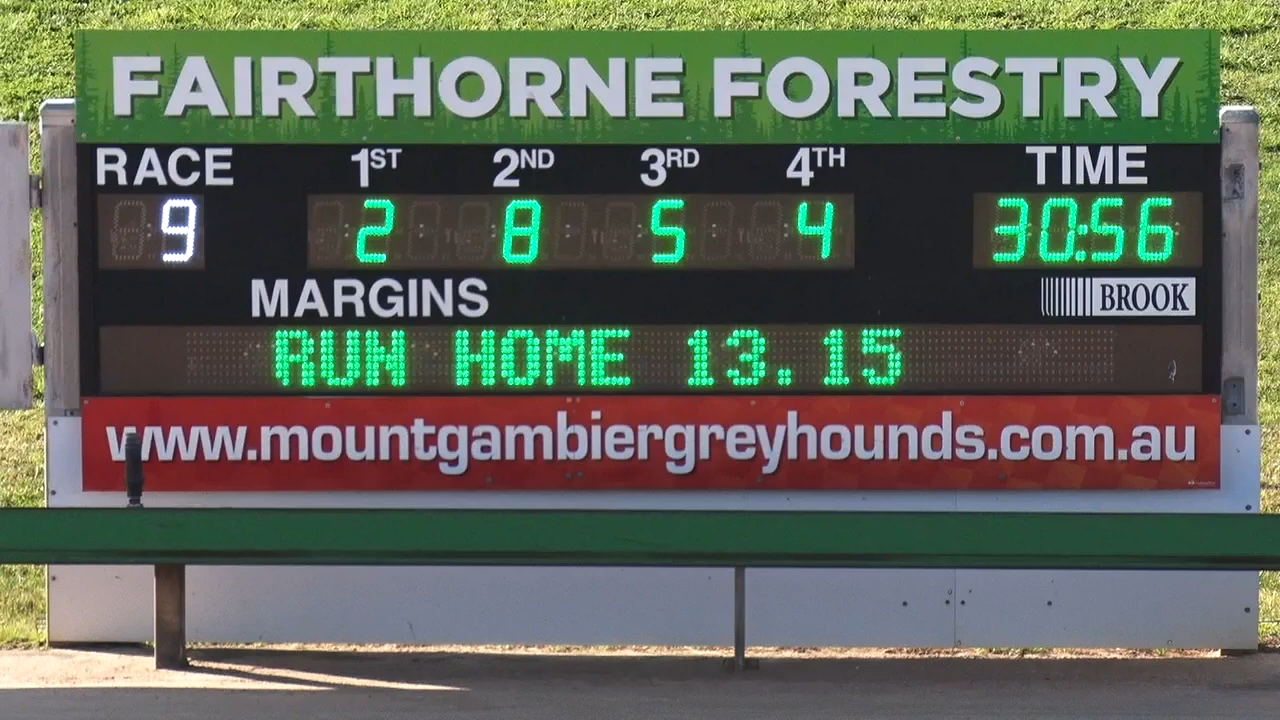 FAIRTHORNE FORESTRY
RACE 1ST 2ND 3RD 4TH TIME
9 2 8 5 4 30:56
MARGINS BROOK
RUN HOME 13.15
www.mountgambiergreyhounds.com.au